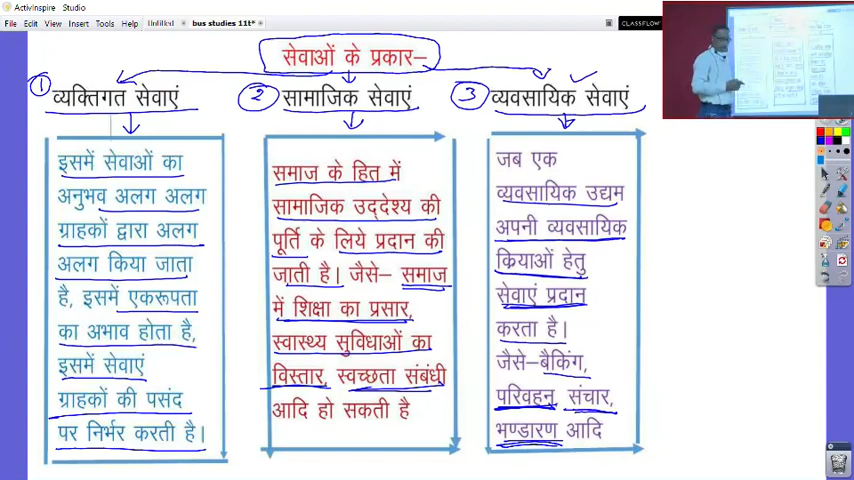 ActivInspire Studio
File Edit View Insert Tools Help
Untitled
bus studies 11t*
CLASSFLOW
सेवाओं के प्रकार–
1
व्यक्तिगत सेवाएं
इसमें सेवाओं का
अनुभव अलग अलग
ग्राहकों द्वारा अलग
अलग किया जाता
है, इसमें एकरूपता
का अभाव होता है,
इसमें सेवाएं
ग्राहकों की पसंद
पर निर्भर करती है।
2
सामाजिक सेवाएं
समाज के हित में
सामाजिक उद्देश्य की
पूर्ति के लिये प्रदान की
जाती है। जैसे– समाज
में शिक्षा का प्रसार,
स्वास्थ्य सुविधाओं का
विस्तार, स्वच्छता संबंधी
आदि हो सकती है
3
व्यवसायिक सेवाएं
जब एक
व्यवसायिक उद्यम
अपनी व्यवसायिक
क्रियाओं हेतु
सेवाएं प्रदान
करता है।
जैसे–बैकिंग,
परिवहन, संचार,
भण्डारण आदि